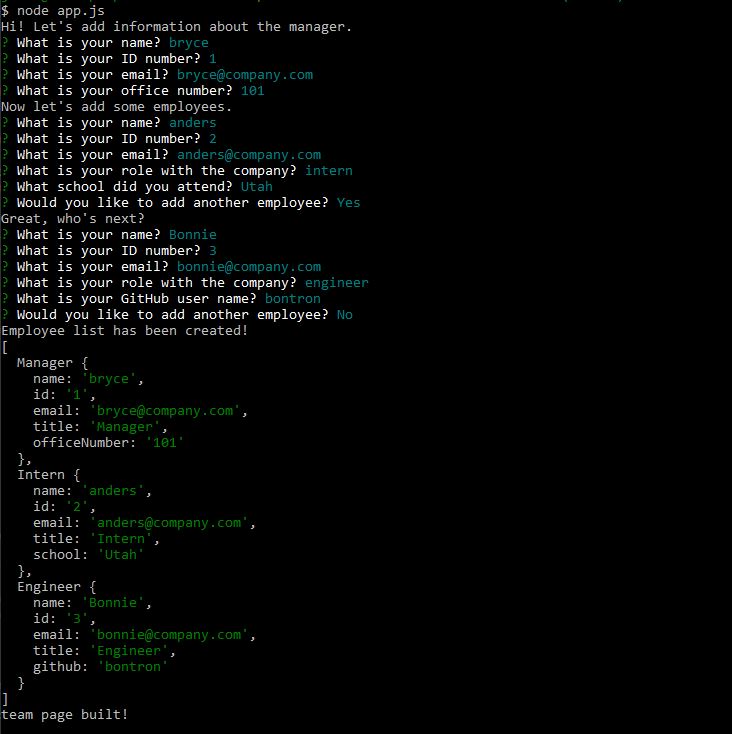 $ node app.js
Hi! Let's add information about the manager.
? What is your name? bryce
? What is your ID number? 1
? What is your email? bryce@company.com
? What is your office number? 101
Now let's add some employees.
? What is your name? anders
? What is your ID number? 2
? What is your email? anders@company.com
? What is your role with the company? intern
? What school did you attend? Utah
? Would you like to add another employee? Yes
Great, who's next?
? What is your name? Bonnie
? What is your ID number? 3
? What is your email? bonnie@company.com
? What is your role with the company? engineer
? What is your GitHub user name? bontron
? Would you like to add another employee? No
Employee list has been created!
[
  Manager {
    name: 'bryce',
    id: '1',
    email: 'bryce@company.com',
    title: 'Manager',
    officeNumber: '101'
  },
  Intern {
    name: 'anders',
    id: '2',
    email: 'anders@company.com',
    title: 'Intern',
    school: 'Utah'
  },
  Engineer {
    name: 'Bonnie',
    id: '3',
    email: 'bonnie@company.com',
    title: 'Engineer',
    github: 'bontron'
  }
]
team page built!